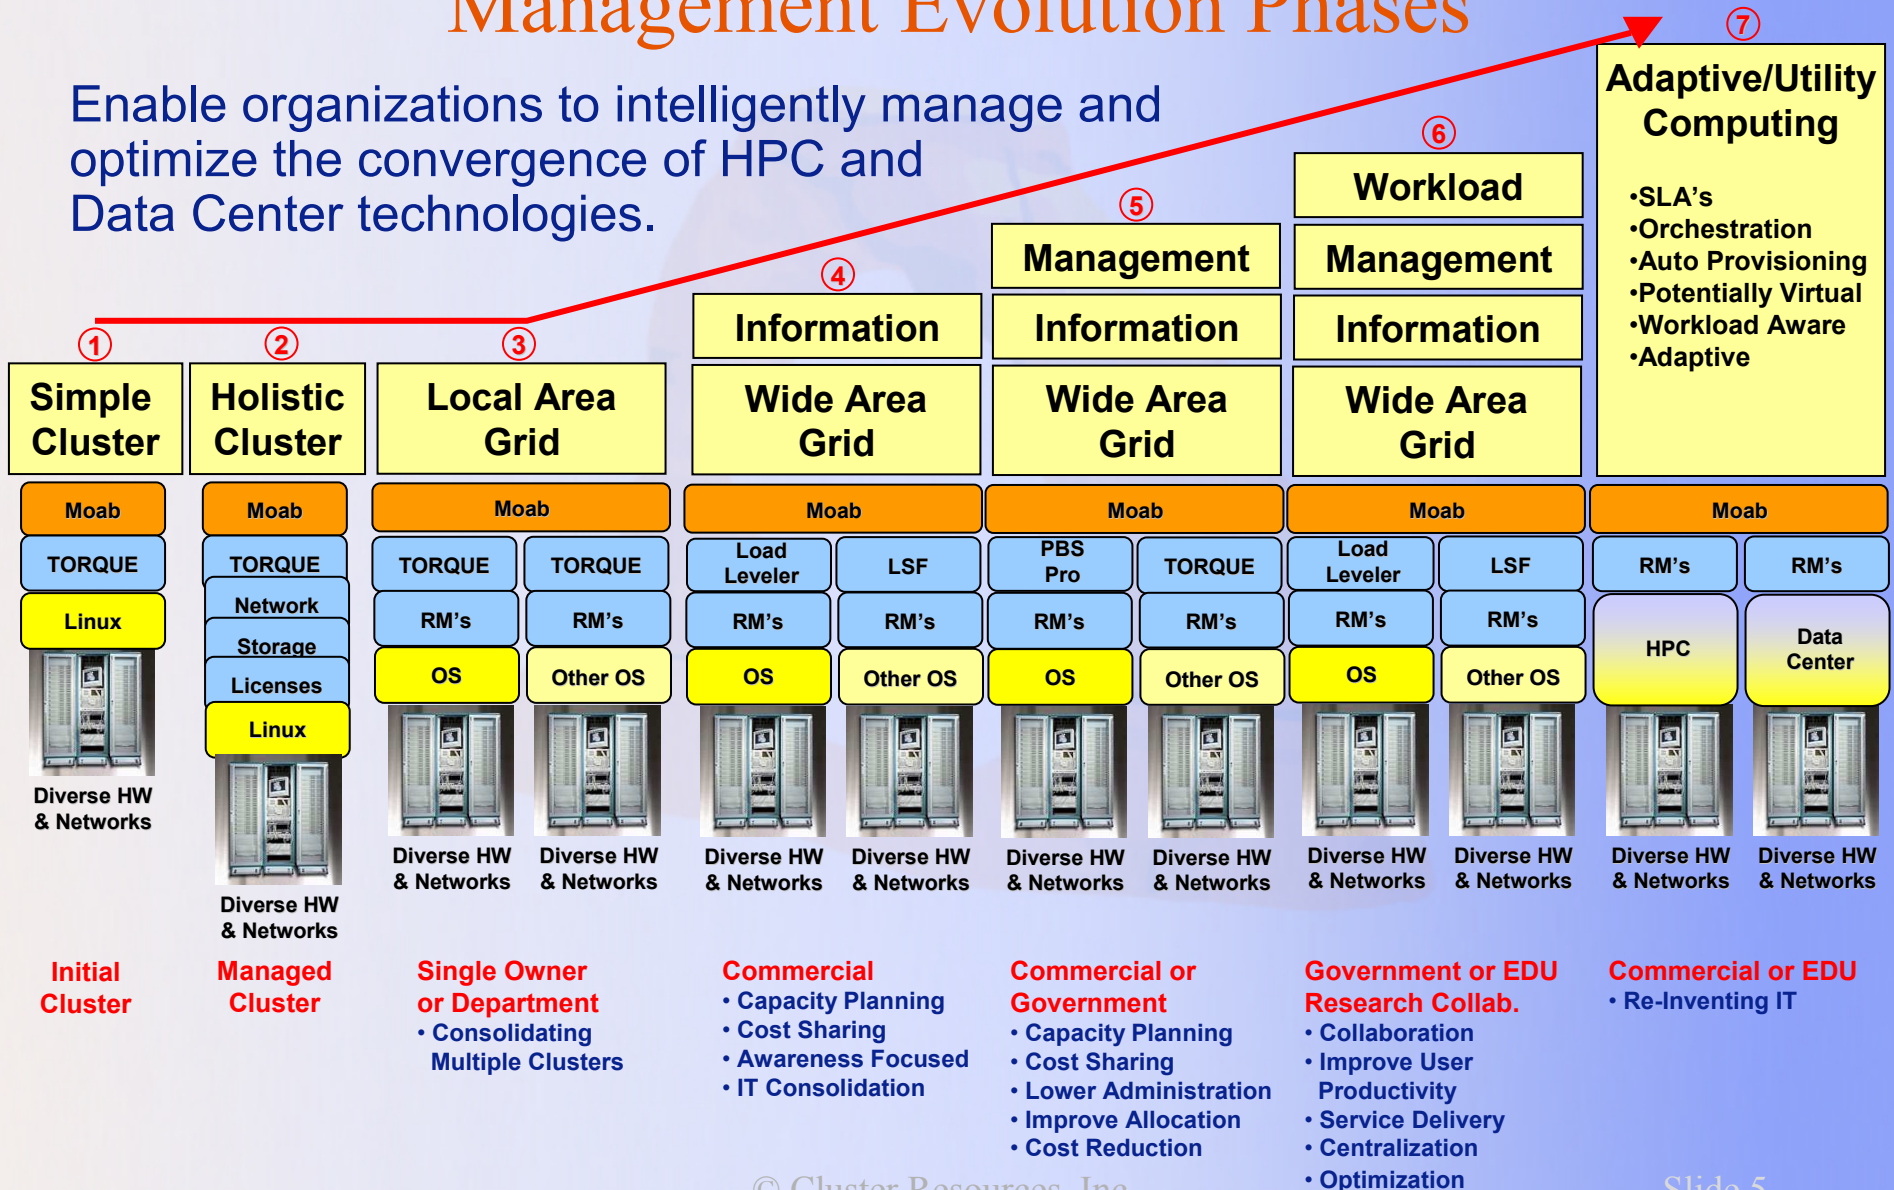 Management Evolution Phases
Enable organizations to intelligently manage and
optimize the convergence of HPC and
Data Center technologies.
①
Simple
Cluster
Moab
TORQUE
Linux
Diverse HW
& Networks
Initial
Cluster
②
Holistic
Cluster
Moab
TORQUE
Network
Storage
Licenses
Linux
Diverse HW
& Networks
Managed
Cluster
③
Local Area
Grid
Moab
TORQUE
RM's
OS
Diverse HW
& Networks
TORQUE
RM's
Other OS
Diverse HW
& Networks
Single Owner
or Department
• Consolidating
Multiple Clusters
④
Information
Wide Area
Grid
Moab
Load
Leveler
RM's
OS
Diverse HW
& Networks
LSF
RM's
Other OS
Diverse HW
& Networks
Commercial
• Capacity Planning
• Cost Sharing
• Awareness Focused
• IT Consolidation
⑤
Management
Information
Wide Area
Grid
Moab
PBS
Pro
RM's
OS
Diverse HW
& Networks
TORQUE
RM's
Other OS
Diverse HW
& Networks
Commercial or
Government
• Capacity Planning
• Cost Sharing
• Lower Administration
• Improve Allocation
• Cost Reduction
⑥
Workload
Management
Information
Wide Area
Grid
Moab
Load
Leveler
RM's
OS
Diverse HW
& Networks
LSF
RM's
Other OS
Diverse HW
& Networks
Government or EDU
Research Collab.
• Collaboration
• Improve User
Productivity
• Service Delivery
• Centralization
• Optimization
⑦
Adaptive/Utility
Computing
•SLA's
•Orchestration
•Auto Provisioning
•Potentially Virtual
•Workload Aware
•Adaptive
Moab
RM's
HPC
Diverse HW
& Networks
RM's
Data
Center
Diverse HW
& Networks
Commercial or EDU
• Re-Inventing IT
© Cluster Resources, Inc.
Slide 5